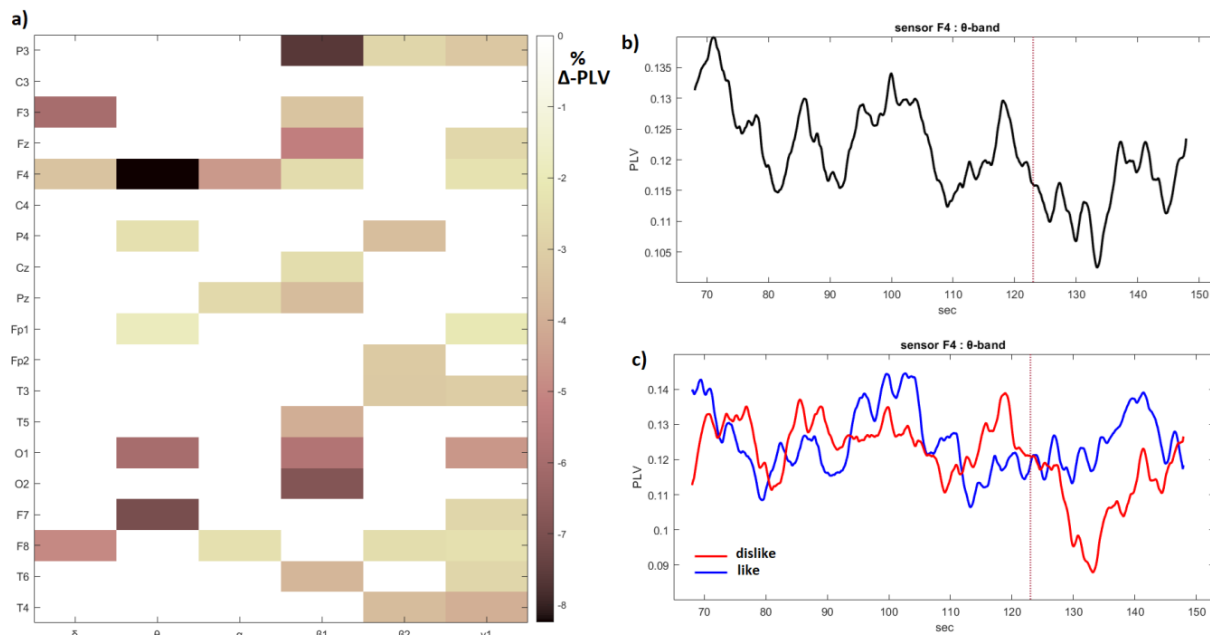 a)
%
Δ-PLV
P3
C3
F3
Fz
F4
C4
P4
Cz
Pz
Fp1
Fp2
T3
T5
O1
O2
F7
F8
T6
T4
0
-1
-2
-3
-4
-5
-6
-7
-8
b)
sensor F4 : θ-band
PLV
0.135
0.13
0.125
0.12
0.115
0.11
0.105
70 80 90 100 110 120 130 140 150
sec
c)
sensor F4 : θ-band
PLV
0.14
0.13
0.12
0.11
0.1
0.09
dislike
like
70 80 90 100 110 120 130 140 150
sec